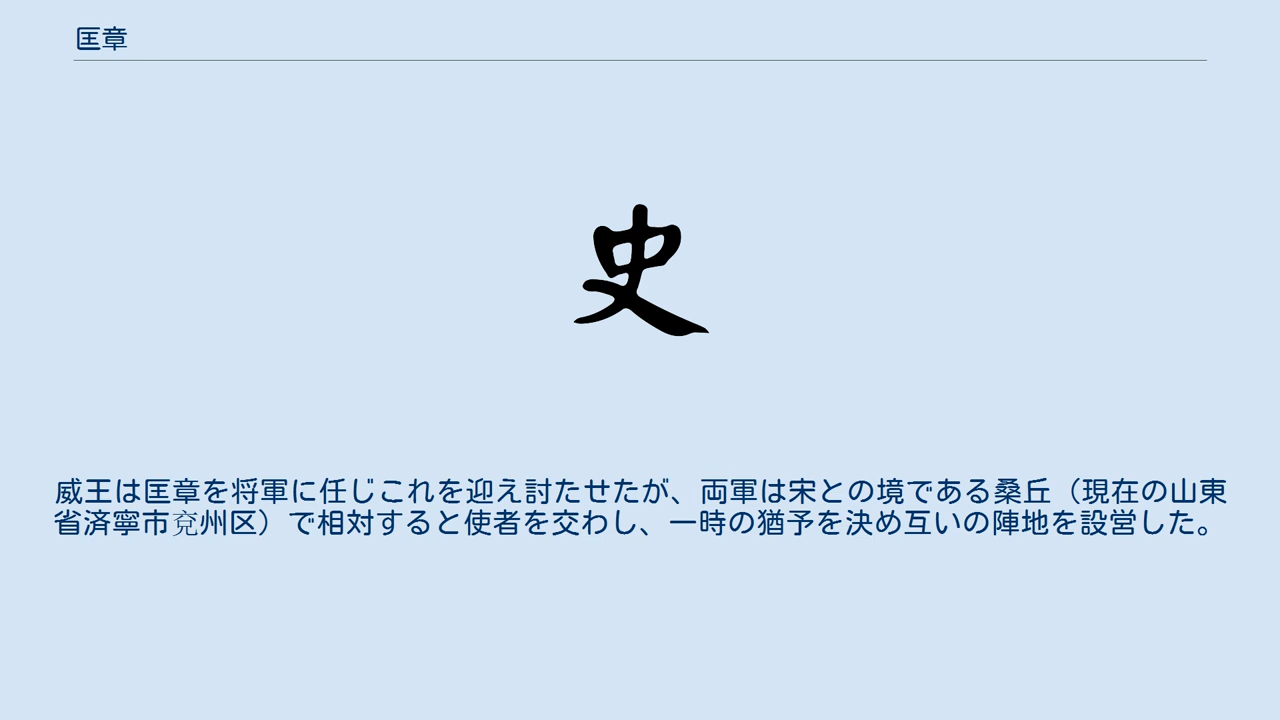 匡章
史
威王は匡章を将軍に任じこれを迎え討たせたが、両軍は宋との境である桑丘（現在の山東
省済寧市兗州区）で相対すると使者を交わし、一時の猶予を決め互いの陣地を設営した。